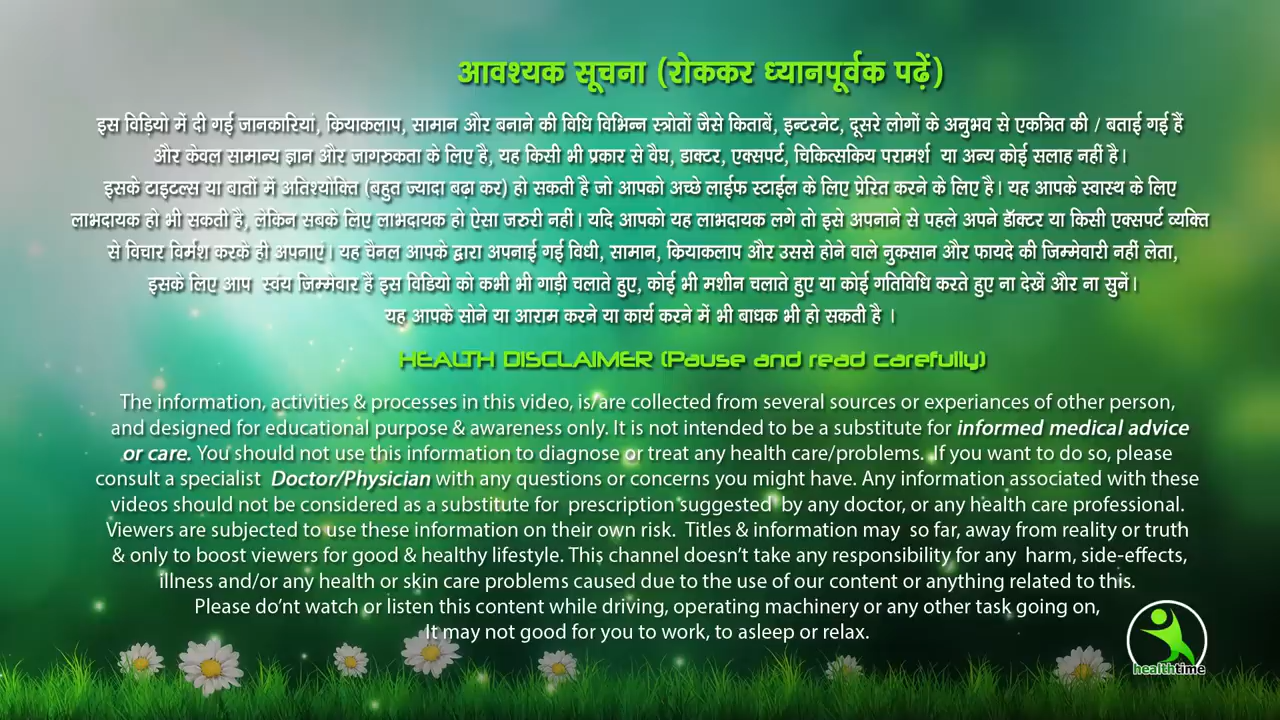 आवश्यक सूचना (रोककर ध्यानपूर्वक पढ़ें)
इस विड़ियो में दी गई जानकारियां, क्रियाकलाप, सामान और बनाने की विधि विभिन्न स्त्रोतों जैसे किताबें, इन्टरनेट, दूसरे लोगों के अनुभव से एकत्रित की / बताई गई हैं
और केवल सामान्य ज्ञान और जागरुकता के लिए है, यह किसी भी प्रकार से वैघ, डाक्टर, एक्सपर्ट, चिकित्सकिय परामर्श या अन्य कोई सलाह नहीं है।
इसके टाइटल्स या बातों में अतिश्योक्ति (बहुत ज्यादा बढ़ा कर) हो सकती है जो आपको अच्छे लाईफ स्टाईल के लिए प्रेरित करने के लिए है। यह आपके स्वास्थ के लिए
लाभदायक हो भी सकती है, लेकिन सबके लिए लाभदायक हो ऐसा जरुरी नहीं। यदि आपको यह लाभदायक लगे तो इसे अपनाने से पहले अपने डॉक्टर या किसी एक्सपर्ट व्यक्ति
से विचार विर्मश करके ही अपनाएं। यह चैनल आपके द्वारा अपनाई गई विधी, सामान, क्रियाकलाप और उससे होने वाले नुकसान और फायदे की जिम्मेवारी नहीं लेता,
इसके लिए आप स्वंय जिम्मेवार हैं इस विडियो को कभी भी गाड़ी चलाते हुए, कोई भी मशीन चलाते हुए या कोई गतिविधि करते हुए ना देखें और ना सुनें।
यह आपके सोने या आराम करने या कार्य करने में भी बाधक भी हो सकती है ।
HEALTH DISCLAIMER (Pause and read carefully)
The information, activities & processes in this video, is/are collected from several sources or experiances of other person,
and designed for educational purpose & awareness only. It is not intended to be a substitute for informed medical advice
or care. You should not use this information to diagnose or treat any health care/problems. If you want to do so, please
consult a specialist Doctor/Physician with any questions or concerns you might have. Any information associated with these
videos should not be considered as a substitute for prescription suggested by any doctor, or any health care professional.
Viewers are subjected to use these information on their own risk. Titles & information may so far, away from reality or truth
& only to boost viewers for good & healthy lifestyle. This channel doesn't take any responsibility for any harm, side-effects,
illness and/or any health or skin care problems caused due to the use of our content or anything related to this.
Please do'nt watch or listen this content while driving, operating machinery or any other task going on,
It may not good for you to work, to asleep or relax.
healthtime